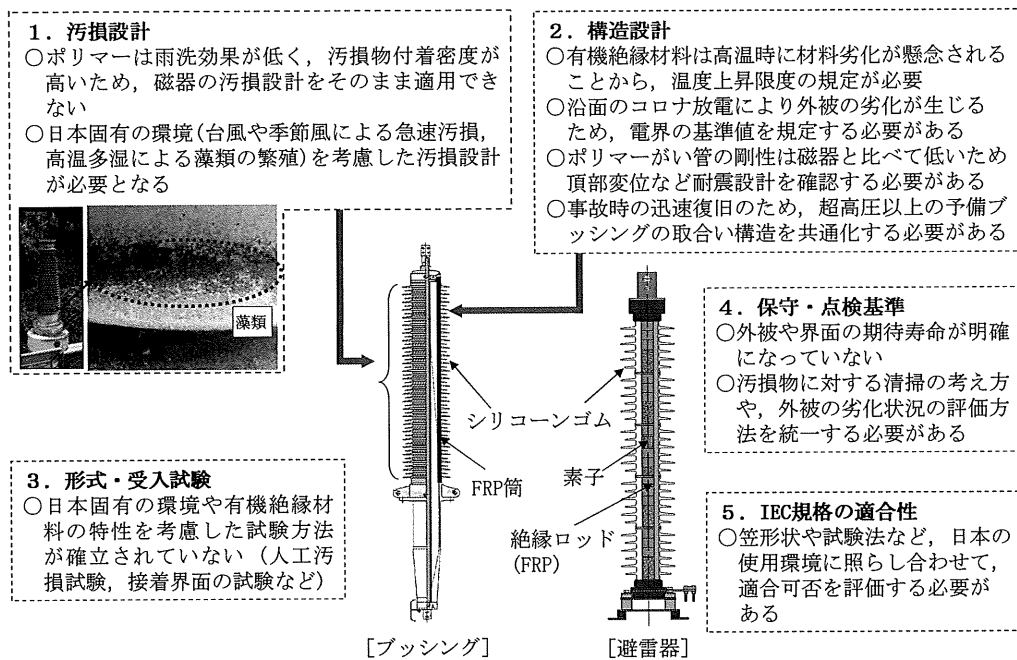 1．汚損設計
○ポリマーは雨洗効果が低く，汚損物付着密度が
高いため，磁器の汚損設計をそのまま適用でき
ない
○日本固有の環境(台風や季節風による急速汚損，
高温多湿による藻類の繁殖)を考慮した汚損設計
が必要となる
藻類
2．構造設計
○有機絶縁材料は高温時に材料劣化が懸念される
ことから，温度上昇限度の規定が必要
○沿面のコロナ放電により外被の劣化が生じる
ため，電界の基準値を規定する必要がある
○ポリマーがい管の剛性は磁器と比べて低いため
頂部変位など耐震設計を確認する必要がある
○事故時の迅速復旧のため，超高圧以上の予備ブ
ッシングの取合い構造を共通化する必要がある
3．形式・受入試験
○日本固有の環境や有機絶縁材
料の特性を考慮した試験方法
が確立されていない（人工汚
損試験，接着界面の試験など）
シリコーンゴム
FRP筒
素子
絶縁ロッド
(FRP)
[ブッシング]
[避雷器]
4．保守・点検基準
○外被や界面の期待寿命が明確
になっていない
○汚損物に対する清掃の考え方
や，外被の劣化状況の評価方
法を統一する必要がある
5．IEC規格の適合性
○笠形状や試験法など，日本の
使用環境に照らし合わせて，
適合可否を評価する必要が
ある